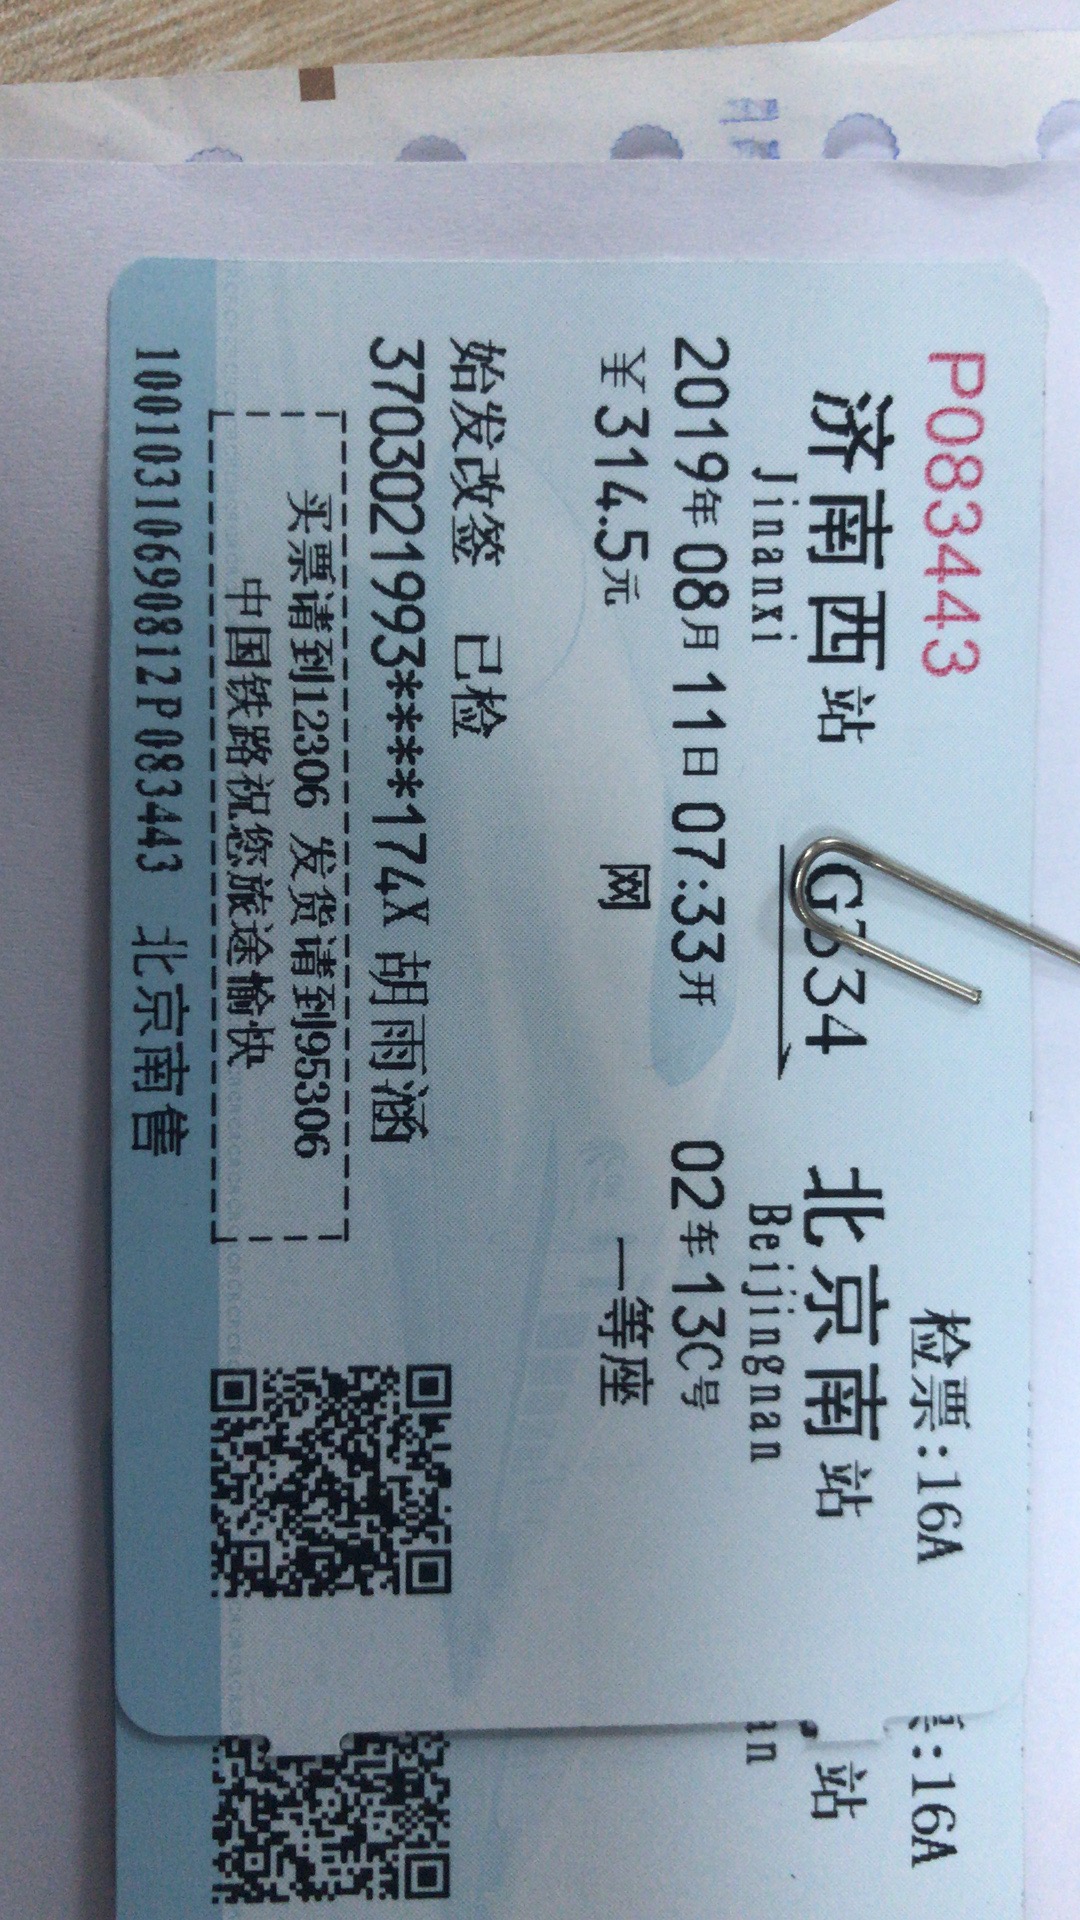 P083443 检票:16A
济南西站 G334 北京南站
Jinanxi Beijingnan
2019年08月11日07:33开 02车13C号
¥314.5元 网 一等座
始发改签 已检
3703021993****174X 胡雨涵
买票请到12306 发货请到95306
中国铁路祝您旅途愉快
10010310690812P083443 北京南售
:16A
站
an